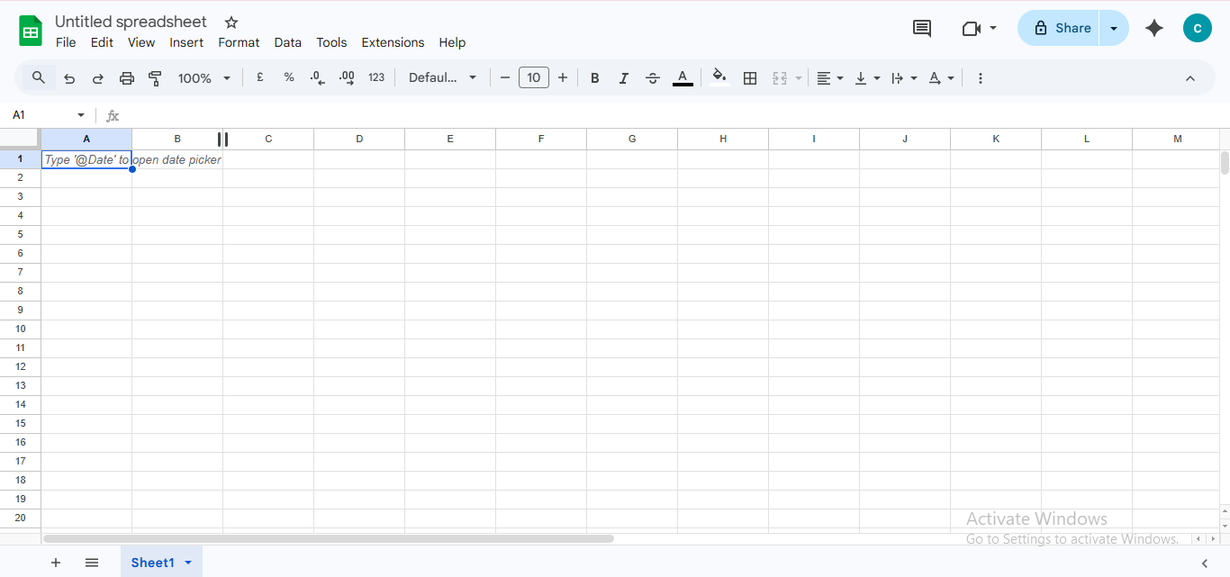 Untitled spreadsheet
File Edit View Insert Format Data Tools Extensions Help
Share
C
100% £ % .0 .00 123 Defaul... 10 B I S A A
A1 fx
A B C D E F G H I J K L M
1 Type '@Date' to open date picker
2
3
4
5
6
7
8
9
10
11
12
13
14
15
16
17
18
19
20
Activate Windows
Go to Settings to activate Windows.
Sheet1